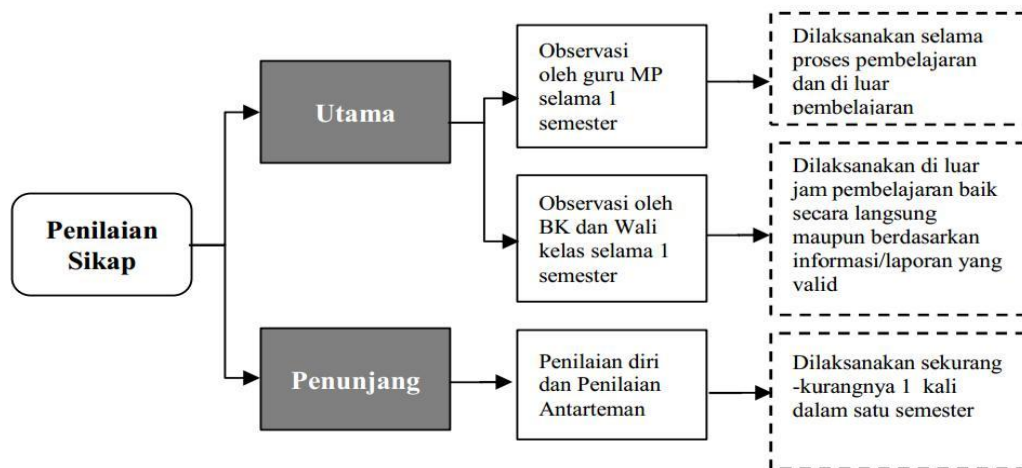 Penilaian
Sikap
Utama
Observasi
oleh guru MP
selama 1
semester
Dilaksanakan selama
proses pembelajaran
dan di luar
pembelajaran
Observasi oleh
BK dan Wali
kelas selama 1
semester
Dilaksanakan di luar
jam pembelajaran baik
secara langsung
maupun berdasarkan
informasi/laporan yang
valid
Penunjang
Penilaian diri
dan Penilaian
Antarteman
Dilaksanakan sekurang
-kurangnya 1 kali
dalam satu semester